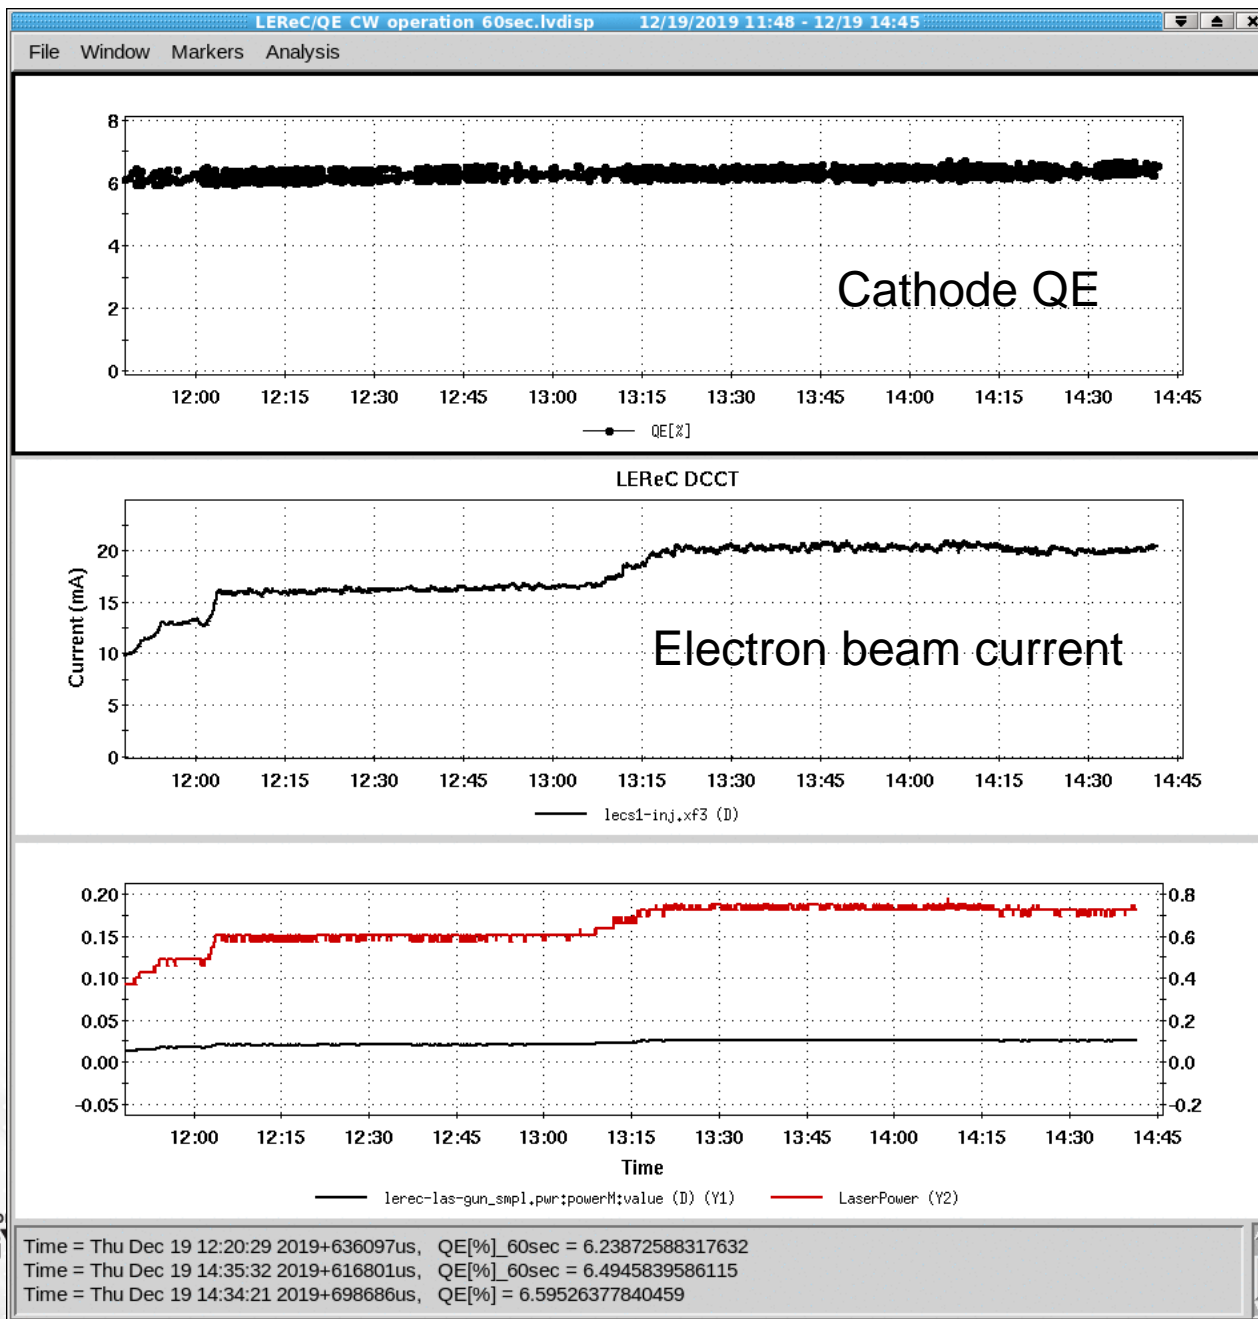 LEReC/QE CW operation 60sec.lvdisp 12/19/2019 11:48 - 12/19 14:45
File Window Markers Analysis
8
6
4
2
0
Cathode QE
12:00 12:15 12:30 12:45 13:00 13:15 13:30 13:45 14:00 14:15 14:30 14:45
QE[%]
LEReC DCCT
20
15
10
5
0
Current (mA)
Electron beam current
12:00 12:15 12:30 12:45 13:00 13:15 13:30 13:45 14:00 14:15 14:30 14:45
lecs1-inj.xf3 (D)
0.20 0.8
0.15 0.6
0.10 0.4
0.05 0.2
0.00 0.0
-0.05 -0.2
12:00 12:15 12:30 12:45 13:00 13:15 13:30 13:45 14:00 14:15 14:30 14:45
Time
lerec-las-gun_smpl.pwr:powerM:value (D) (Y1) LaserPower (Y2)
Time = Thu Dec 19 12:20:29 2019+636097us, QE[%]_60sec = 6.23872588317632
Time = Thu Dec 19 14:35:32 2019+616801us, QE[%]_60sec = 6.4945839586115
Time = Thu Dec 19 14:34:21 2019+698686us, QE[%] = 6.59526377840459